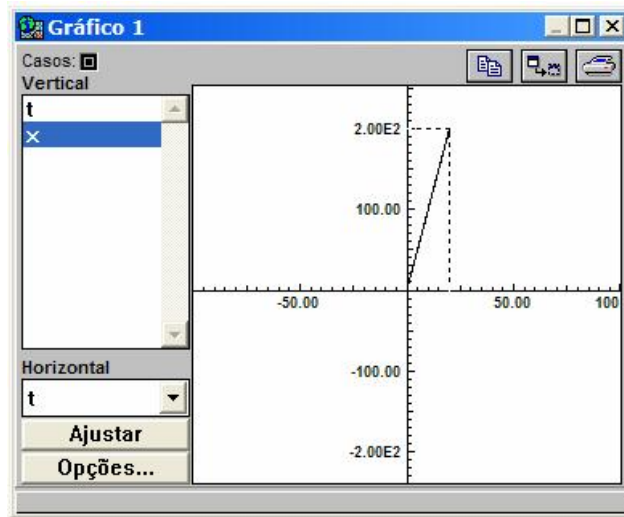 Gráfico 1
Casos:
Vertical
t
x
Horizontal
t
Ajustar
Opções...
2.00E2
100.00
-50.00
50.00
100
-100.00
-2.00E2